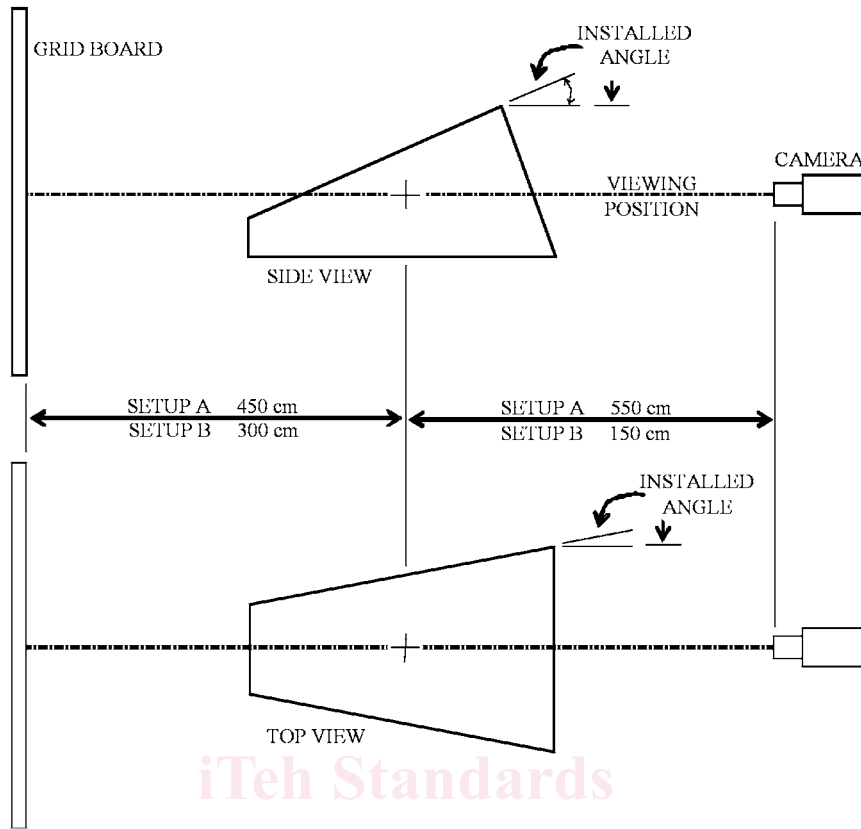 INSTALLED
ANGLE
GRID BOARD
CAMERA
VIEWING
POSITION
SIDE VIEW
SETUP A 450 cm
SETUP B 300 cm
SETUP A 550 cm
SETUP B 150 cm
INSTALLED
ANGLE
TOP VIEW
iTeh Standards